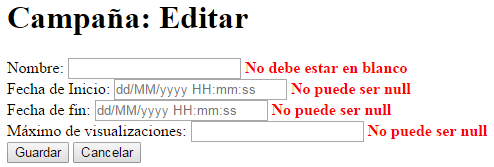 Campaña: Editar
Nombre: No debe estar en blanco
Fecha de Inicio: dd/MM/yyyy HH:mm:ss No puede ser null
Fecha de fin: dd/MM/yyyy HH:mm:ss No puede ser null
Máximo de visualizaciones: No puede ser null
Guardar Cancelar